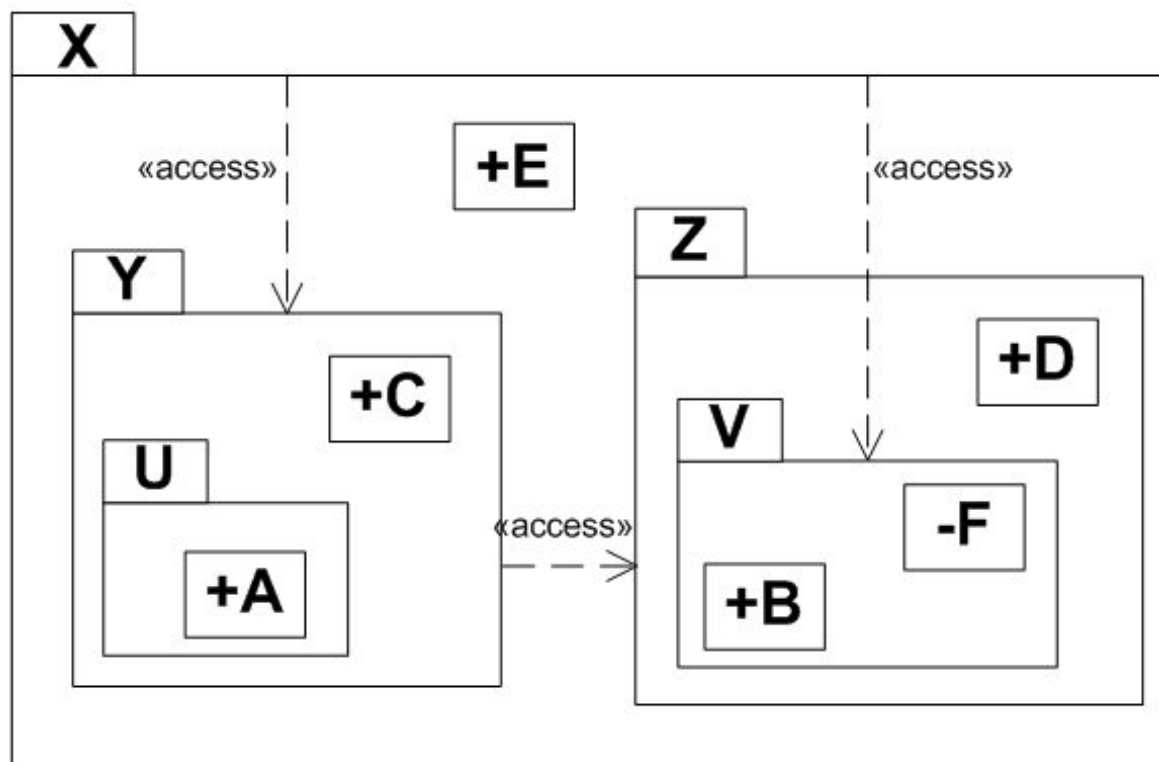 X
«access»
+E
«access»
Z
Y
+D
+C
V
U
-F
«access»
+A
+B